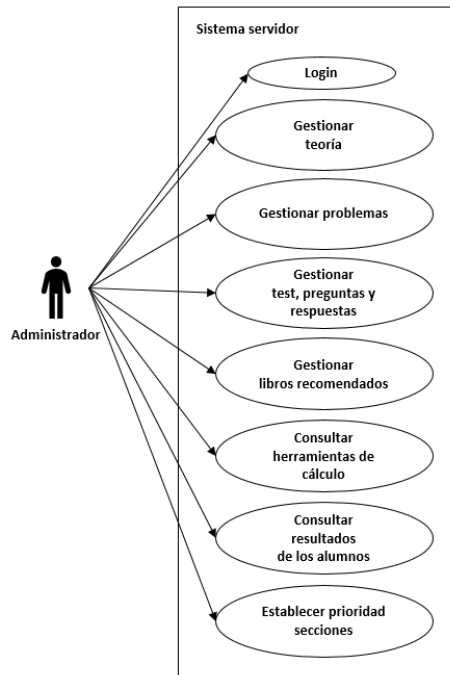 Sistema servidor
Login
Gestionar
teoría
Gestionar problemas
Gestionar
test, preguntas y
respuestas
Administrador
Gestionar
libros recomendados
Consultar
herramientas de
cálculo
Consultar
resultados
de los alumnos
Establecer prioridad
secciones